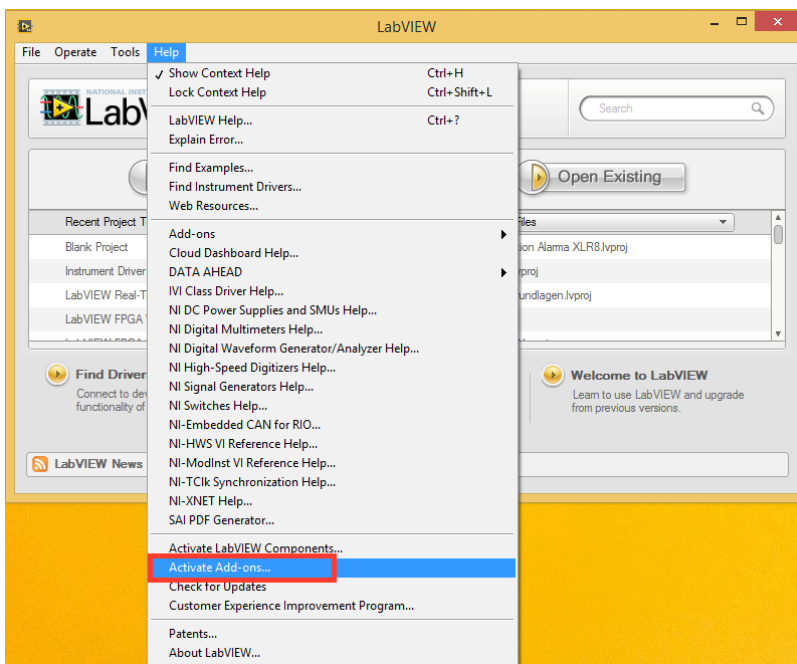 LabVIEW
File Operate Tools Help
NATIONAL INST
LabV
Search
Open Existing
Recent Project T
Files
Blank Project
ion Alarma XLR8.lvproj
Instrument Driver
LabVIEW Real-T
undlagen.lvproj
LabVIEW FPGA
Find Driver
Connect to dev
functionality of
Welcome to LabVIEW
Learn to use LabVIEW and upgrade
from previous versions.
LabVIEW News
✓ Show Context Help Ctrl+H
Lock Context Help Ctrl+Shift+L
LabVIEW Help... Ctrl+?
Explain Error...
Find Examples...
Find Instrument Drivers...
Web Resources...
Add-ons
Cloud Dashboard Help...
DATA AHEAD
IVI Class Driver Help...
NI DC Power Supplies and SMUs Help...
NI Digital Multimeters Help...
NI Digital Waveform Generator/Analyzer Help...
NI High-Speed Digitizers Help...
NI Signal Generators Help...
NI Switches Help...
NI-Embedded CAN for RIO...
NI-HWS VI Reference Help...
NI-ModInst VI Reference Help...
NI-TClk Synchronization Help...
NI-XNET Help...
SAI PDF Generator...
Activate LabVIEW Components...
Activate Add-ons...
Check for Updates
Customer Experience Improvement Program...
Patents...
About LabVIEW...